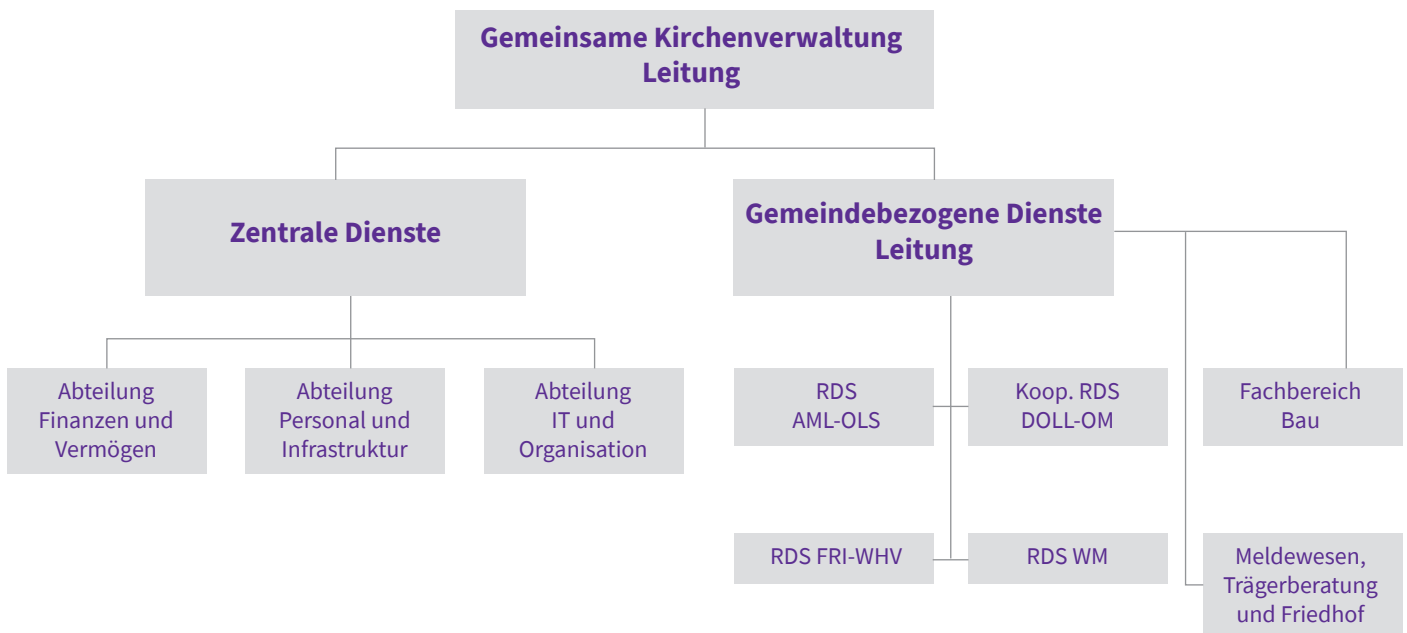 Gemeinsame Kirchenverwaltung
Leitung
Zentrale Dienste
Gemeindebezogene Dienste
Leitung
Abteilung
Finanzen und
Vermögen
Abteilung
Personal und
Infrastruktur
Abteilung
IT und
Organisation
RDS
AML-OLS
Koop. RDS
DOLL-OM
Fachbereich
Bau
RDS FRI-WHV
RDS WM
Meldewesen,
Trägerberatung
und Friedhof